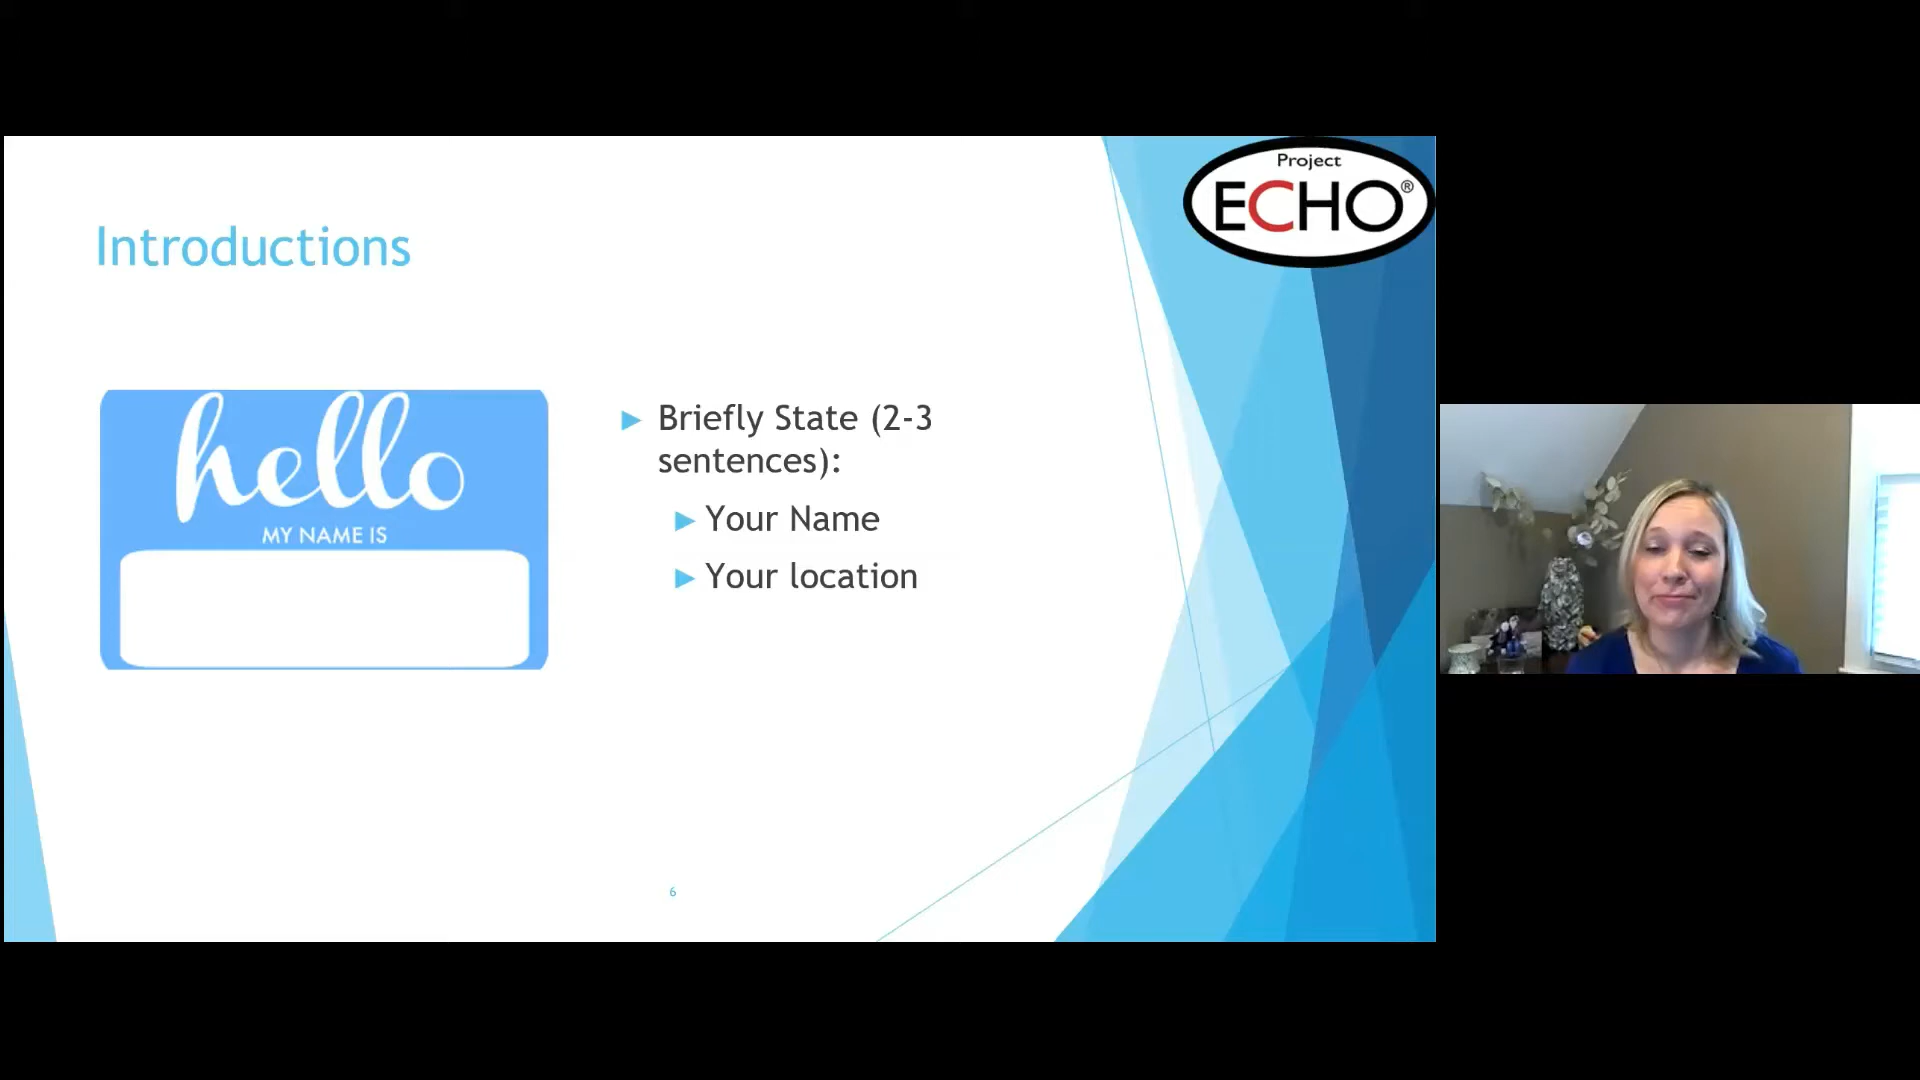 Project
ECHO®
Introductions
hello
MY NAME IS
Briefly State (2-3
sentences):
Your Name
Your location
6